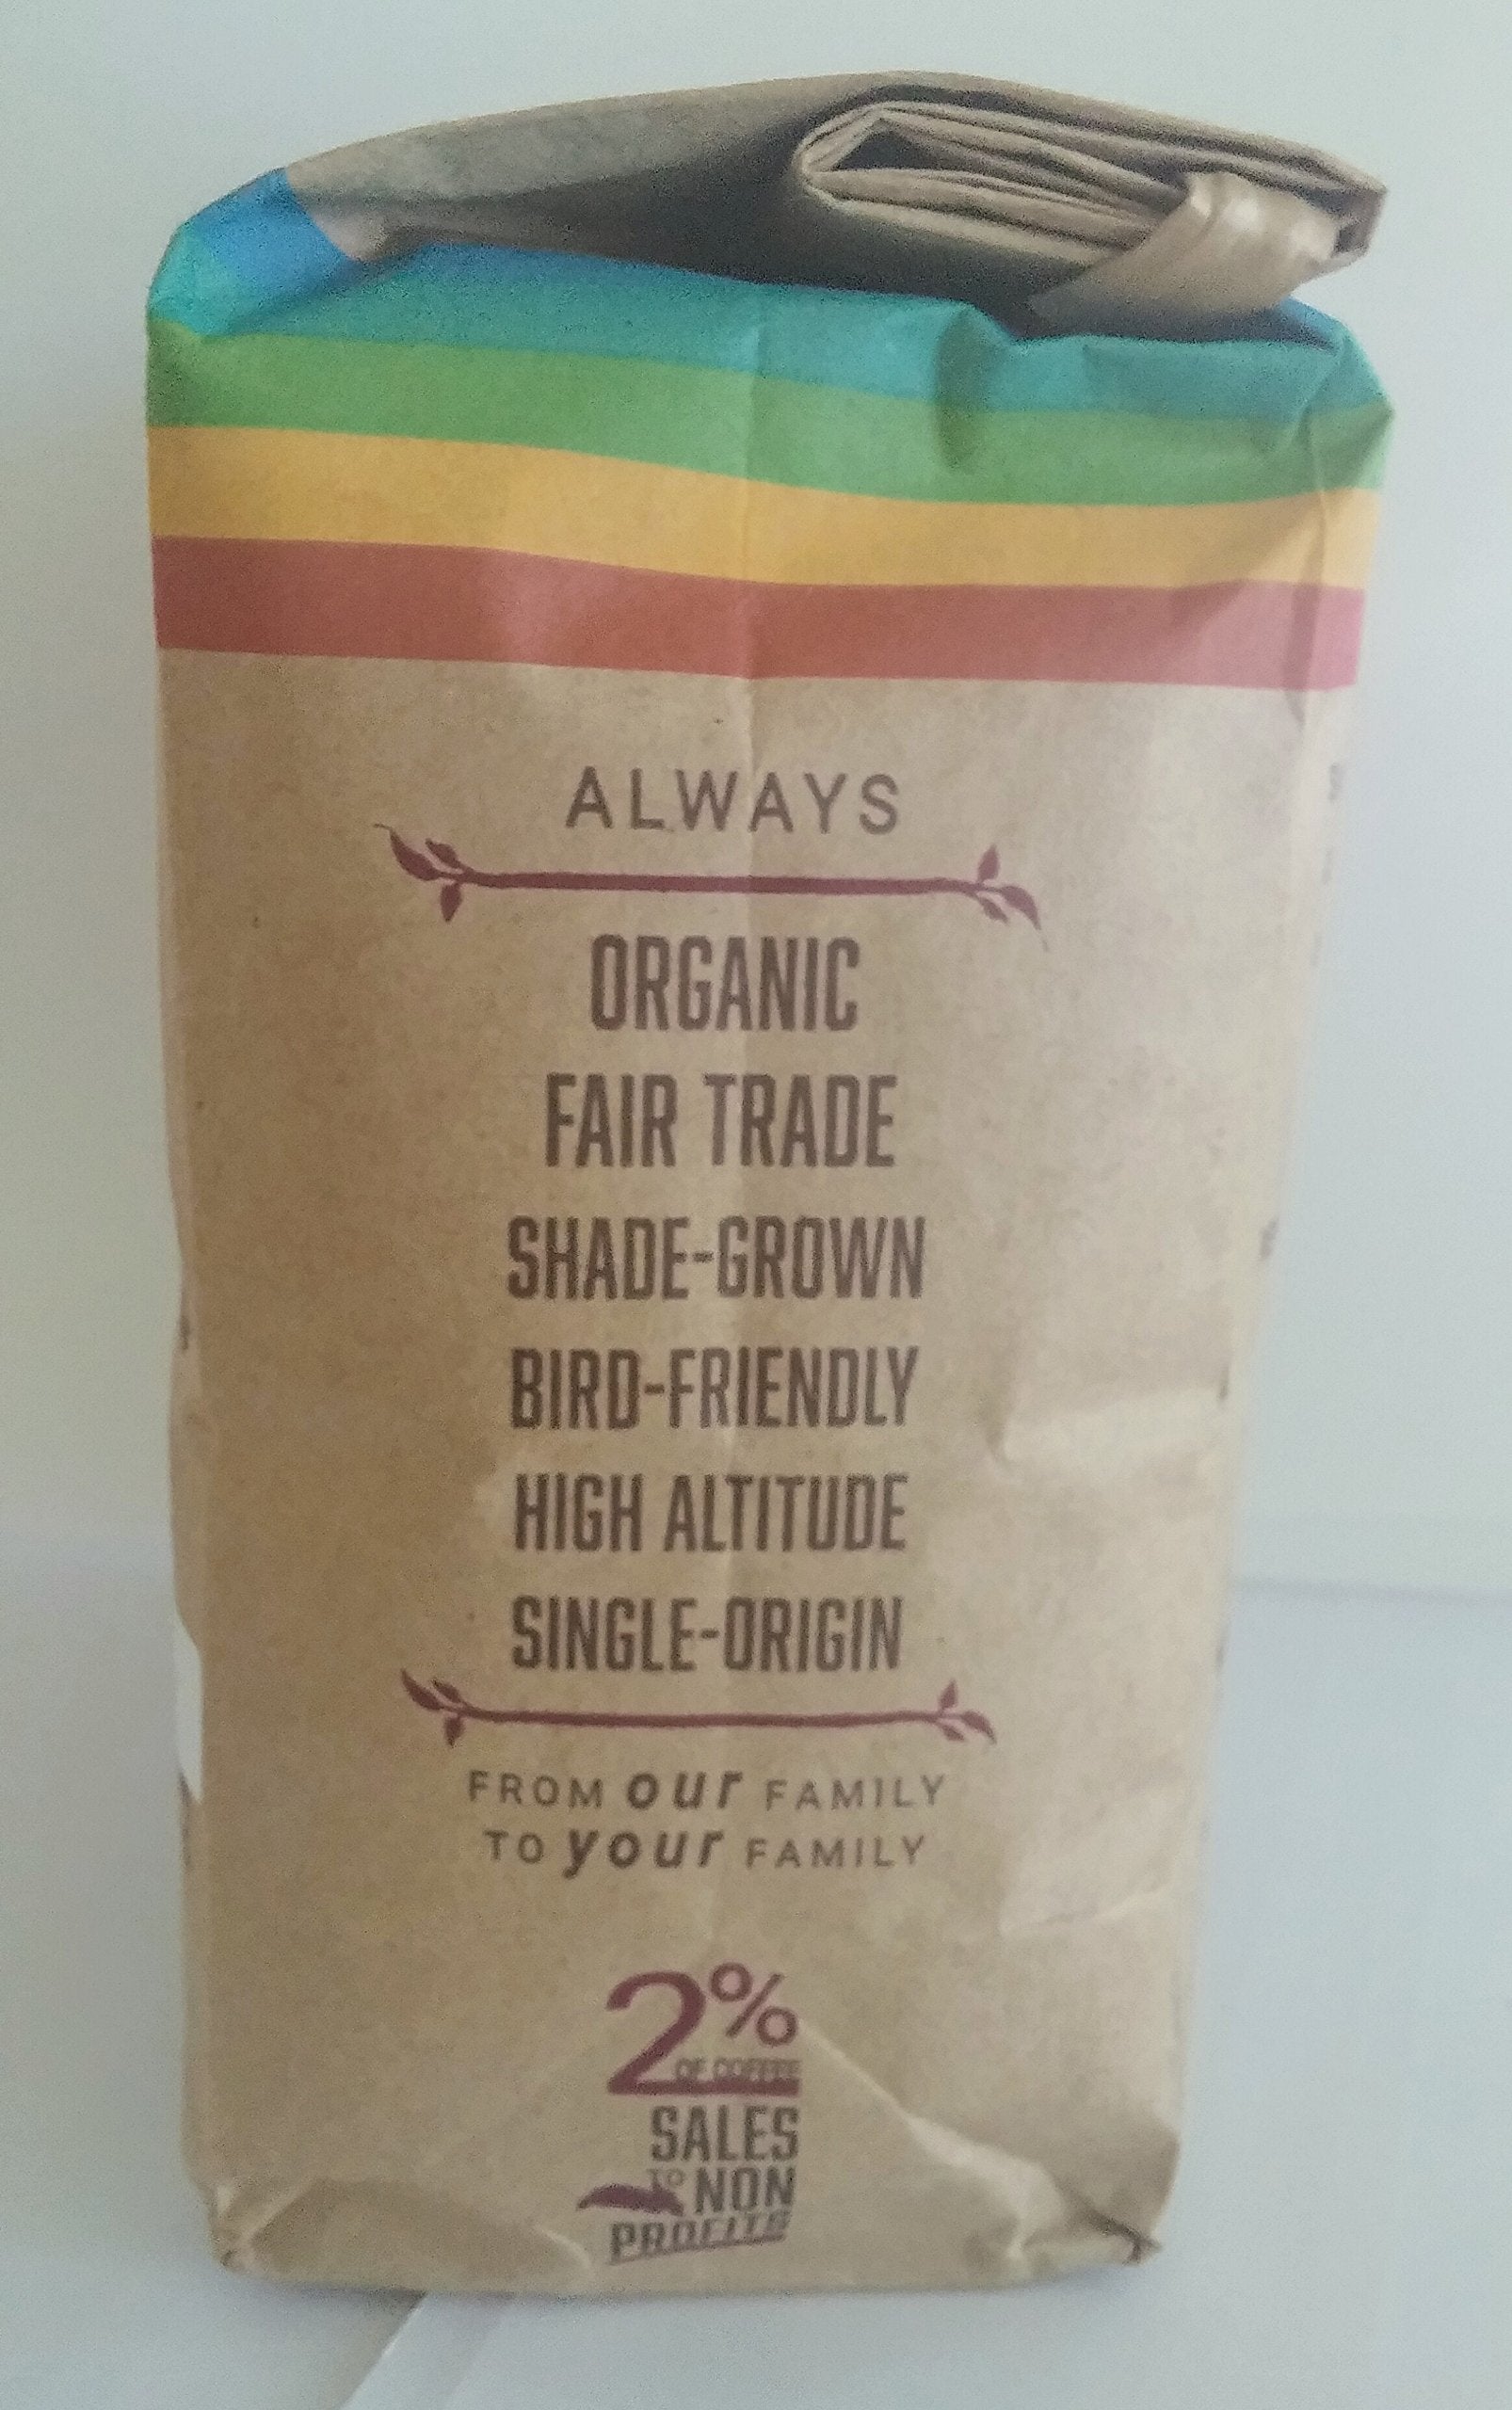 ALWAYS
ORGANIC
FAIR TRADE
SHADE-GROWN
BIRD-FRIENDLY
HIGH ALTITUDE
SINGLE-ORIGIN
FROM our FAMILY
TO your FAMILY
2%
OF COFFEE
SALES
TO NON
PROFITS